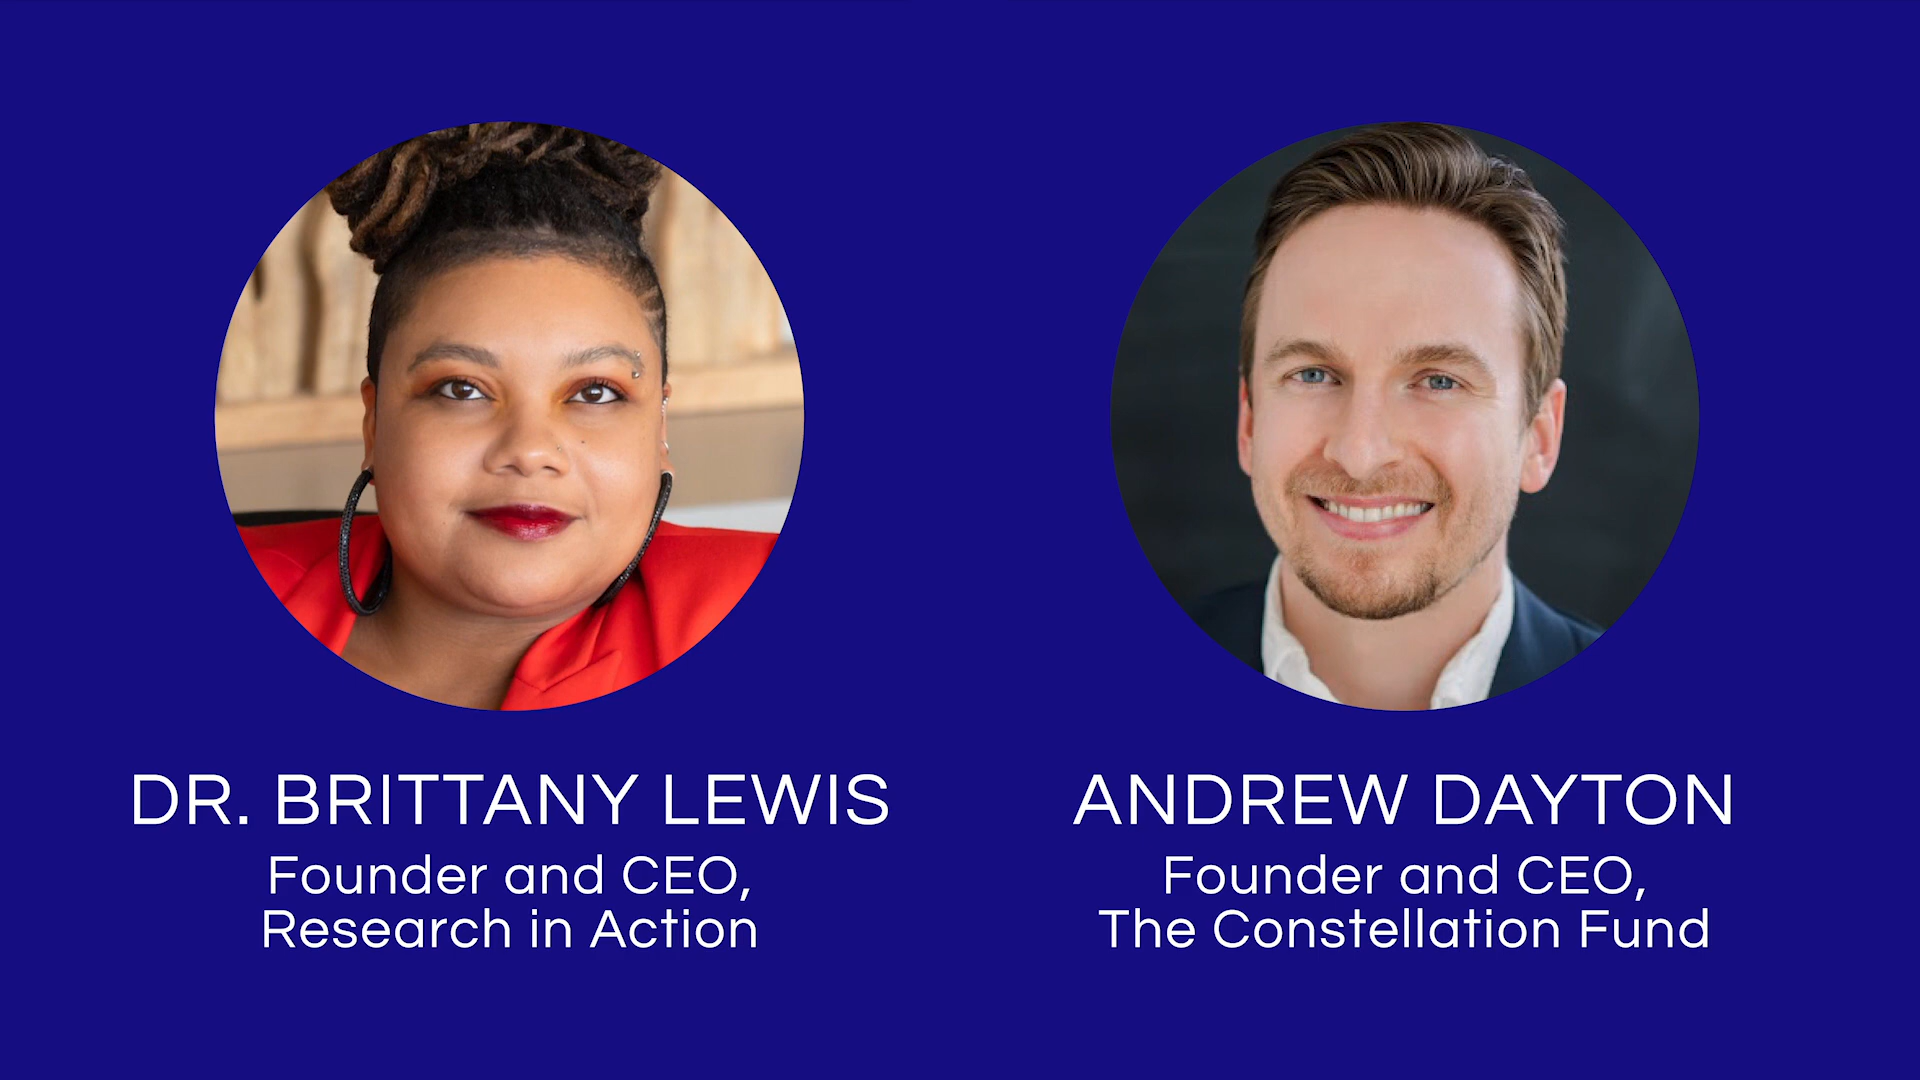 DR. BRITTANY LEWIS
Founder and CEO,
Research in Action
ANDREW DAYTON
Founder and CEO,
The Constellation Fund